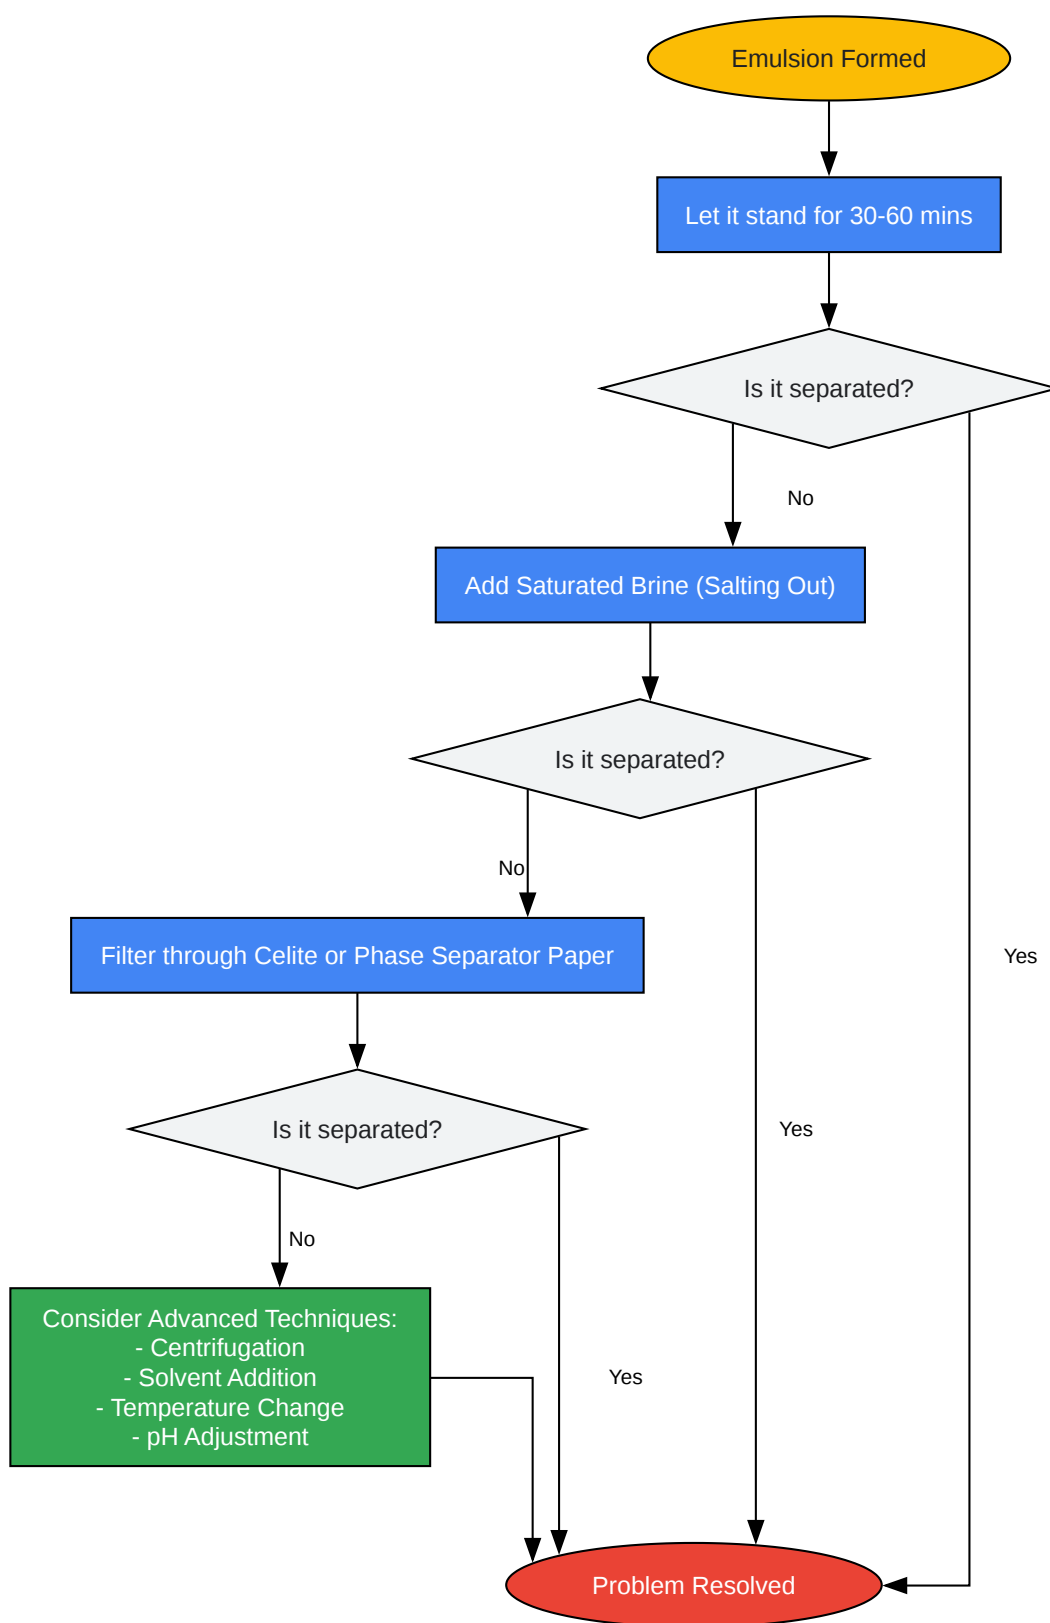 Emulsion Formed
Let it stand for 30-60 mins
Is it separated?
No
Add Saturated Brine (Salting Out)
Is it separated?
No
Filter through Celite or Phase Separator Paper
Yes
Is it separated?
Yes
No
Consider Advanced Techniques:
- Centrifugation
- Solvent Addition
- Temperature Change
- pH Adjustment
Yes
Problem Resolved